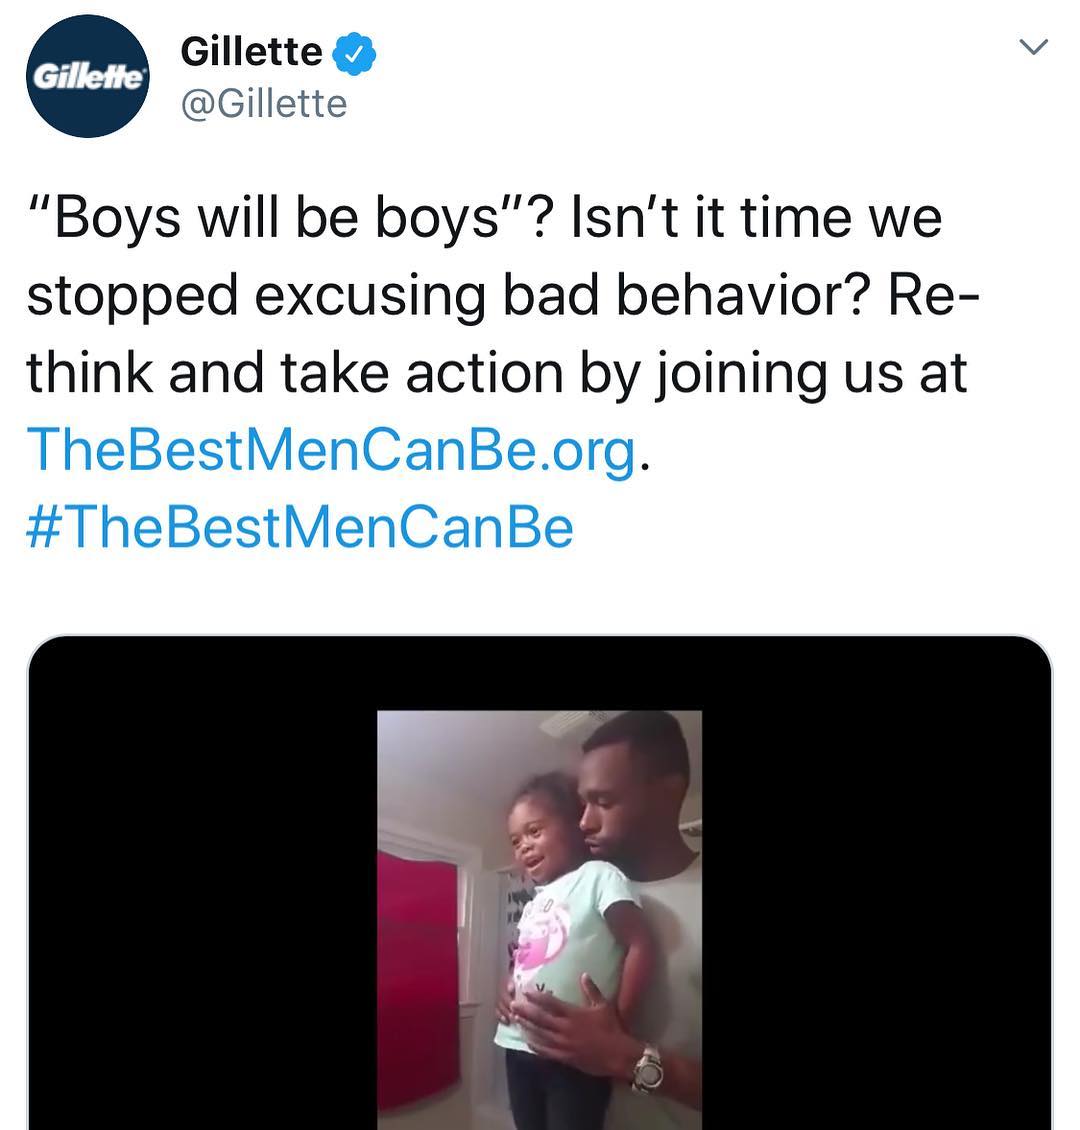 Gillette
Gillette
@Gillette
“Boys will be boys”? Isn’t it time we
stopped excusing bad behavior? Re-
think and take action by joining us at
TheBestMenCanBe.org.
#TheBestMenCanBe